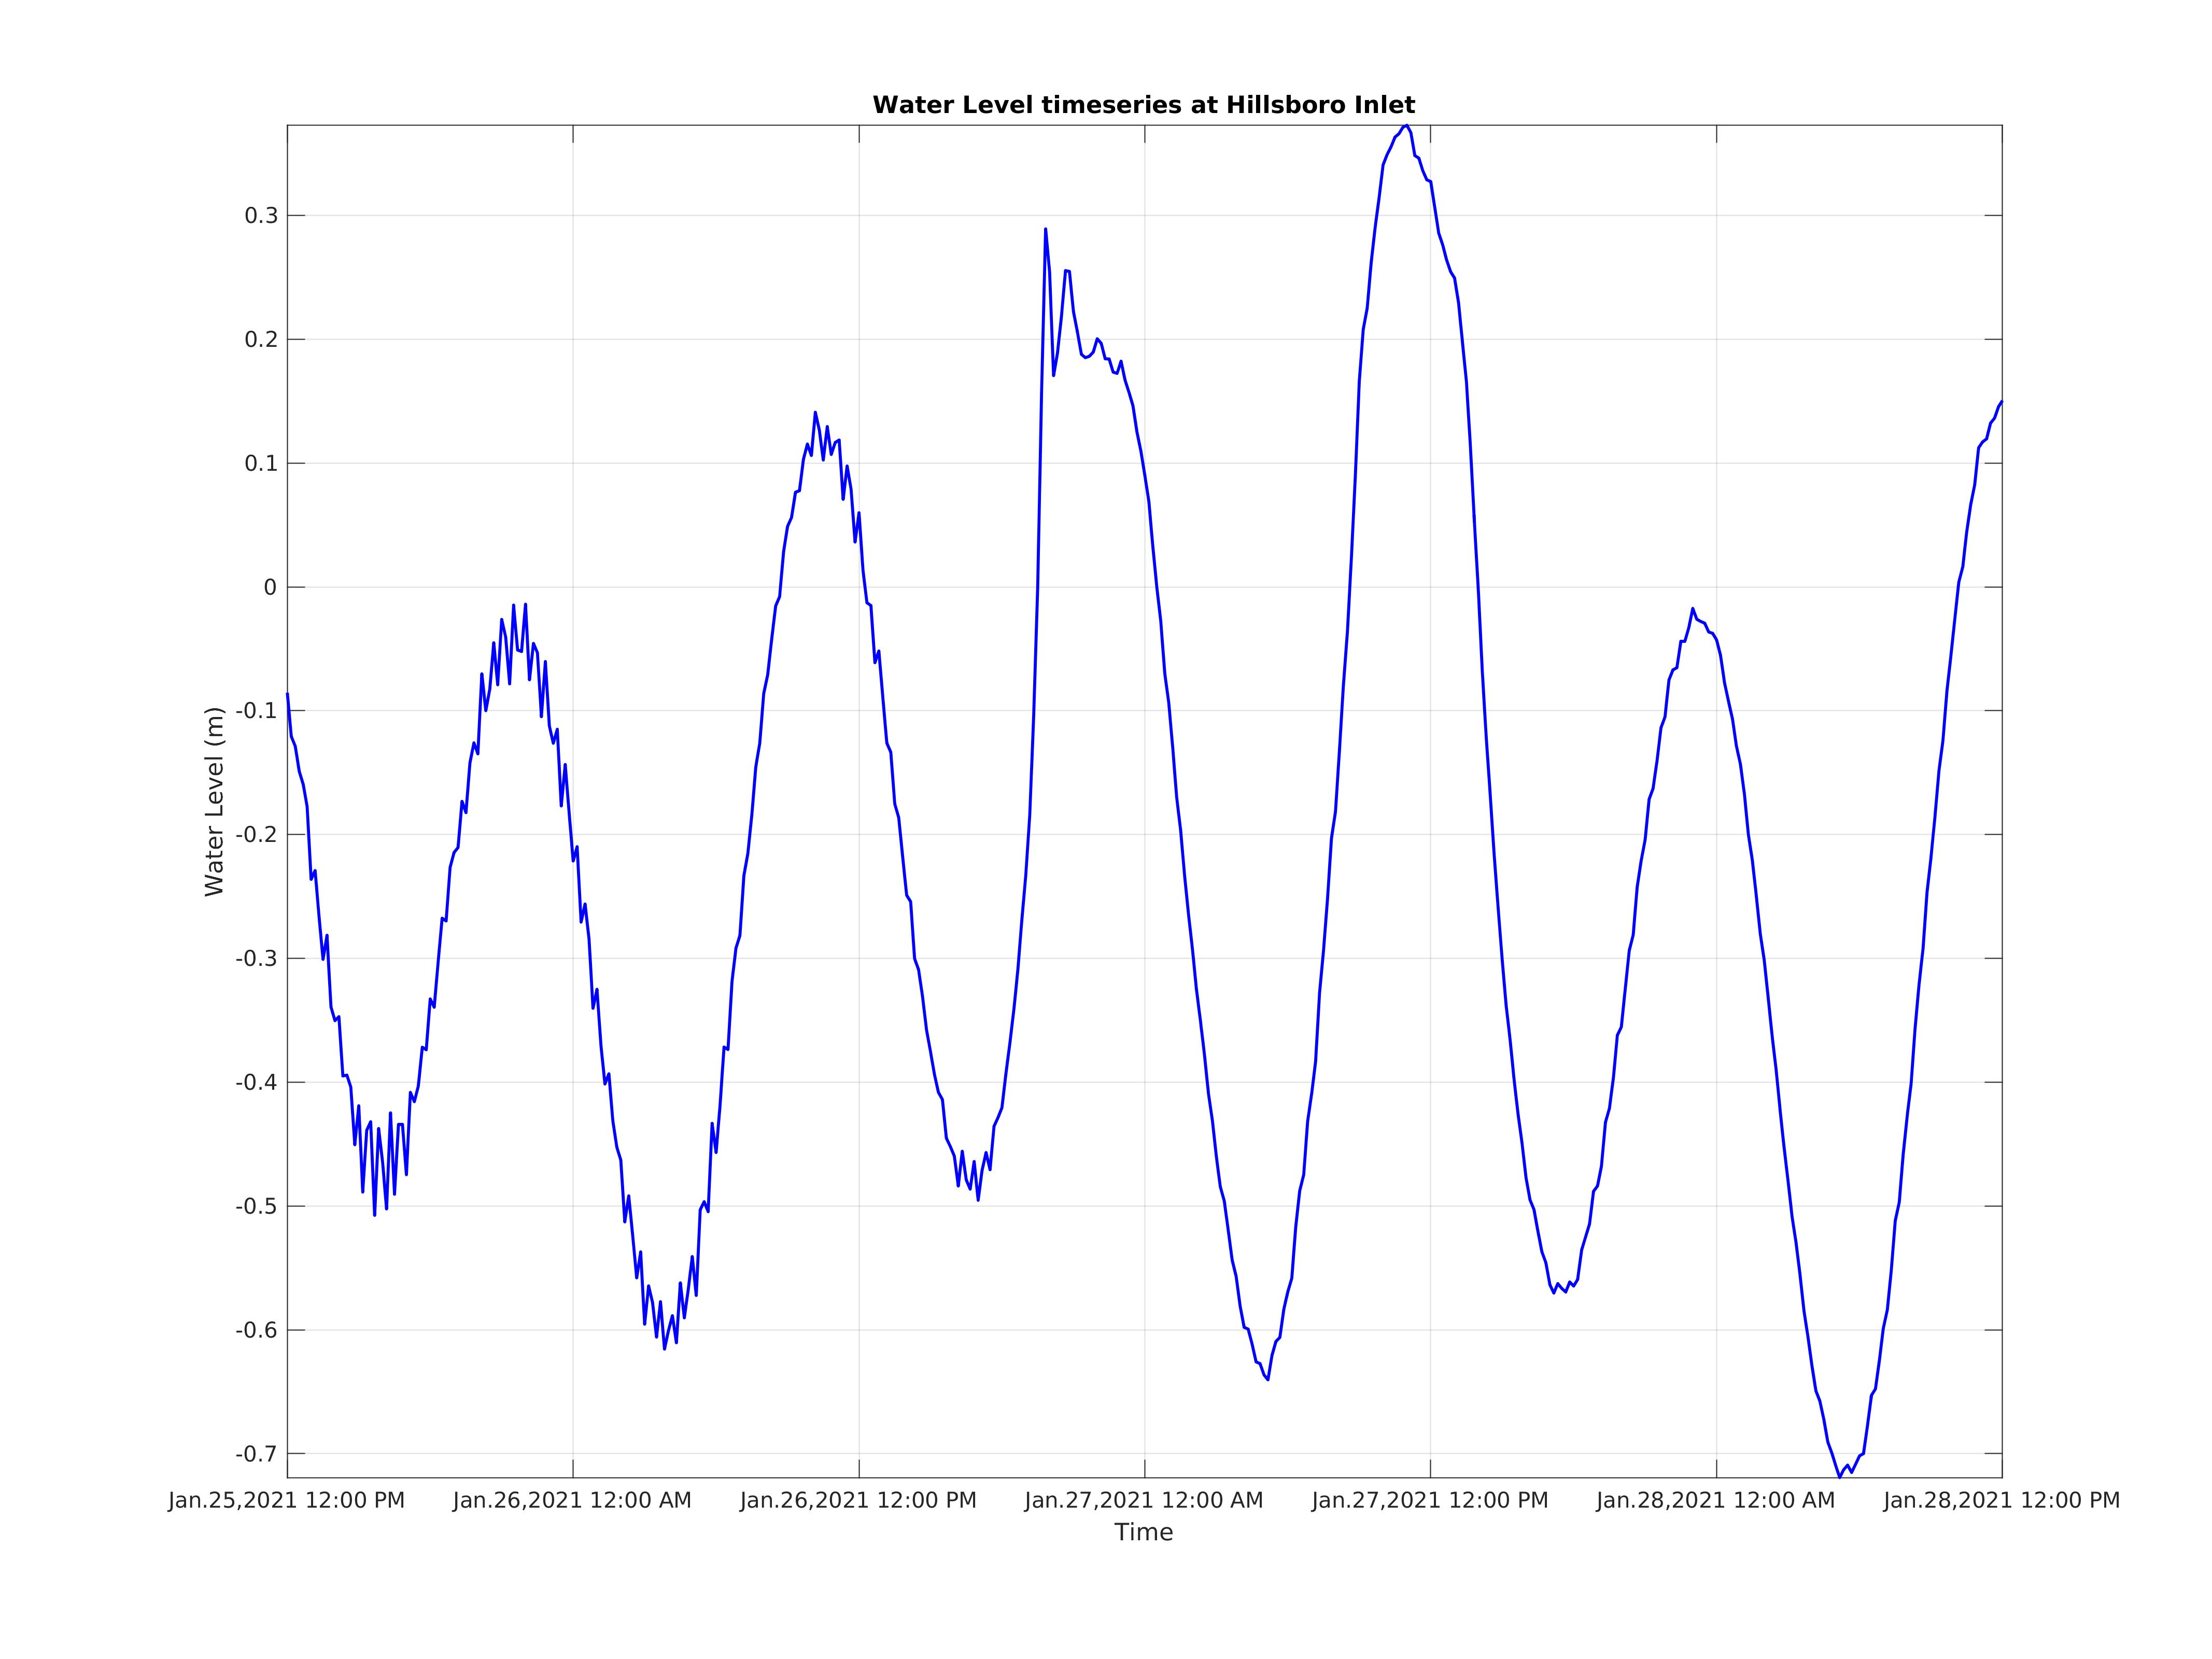 Water Level timeseries at Hillsboro Inlet
0.3
0.2
0.1
0
-0.1
-0.2
-0.3
-0.4
-0.5
-0.6
-0.7
Water Level (m)
Jan.25,2021 12:00 PM
Jan.26,2021 12:00 AM
Jan.26,2021 12:00 PM
Jan.27,2021 12:00 AM
Jan.27,2021 12:00 PM
Jan.28,2021 12:00 AM
Jan.28,2021 12:00 PM
Time